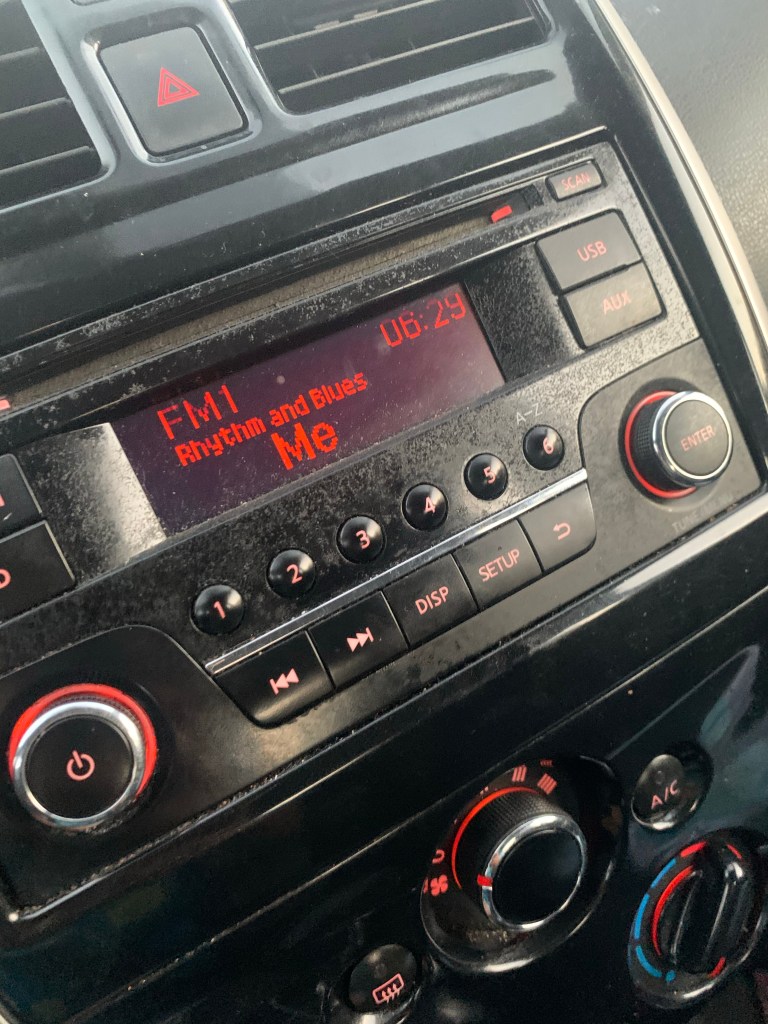 SCAN
USB
AUX
06:29
FM1
Rhythm and Blues
Me
A-Z
1
2
3
4
5
6
ENTER
DISP
SETUP
A/C